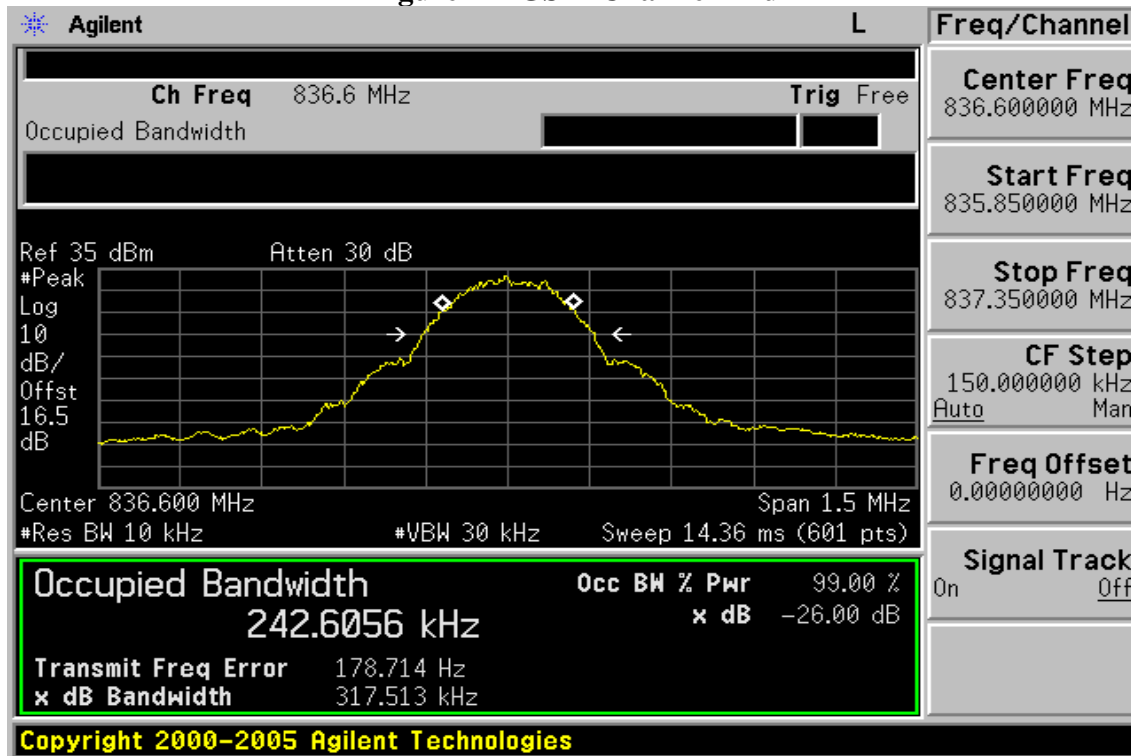 Agilent L
Freq/Channel
Ch Freq 836.6 MHz Trig Free
Occupied Bandwidth
Center Freq
836.600000 MHz
Start Freq
835.850000 MHz
Stop Freq
837.350000 MHz
CF Step
150.000000 kHz
Auto Man
Freq Offset
0.00000000 Hz
Signal Track
On Off
Ref 35 dBm Atten 30 dB
#Peak
Log
10
dB/
Offst
16.5
dB
Center 836.600 MHz Span 1.5 MHz
#Res BW 10 kHz #VBW 30 kHz Sweep 14.36 ms (601 pts)
Occupied Bandwidth
242.6056 kHz
Occ BW % Pwr 99.00 %
x dB -26.00 dB
Transmit Freq Error 178.714 Hz
x dB Bandwidth 317.513 kHz
Copyright 2000-2005 Agilent Technologies